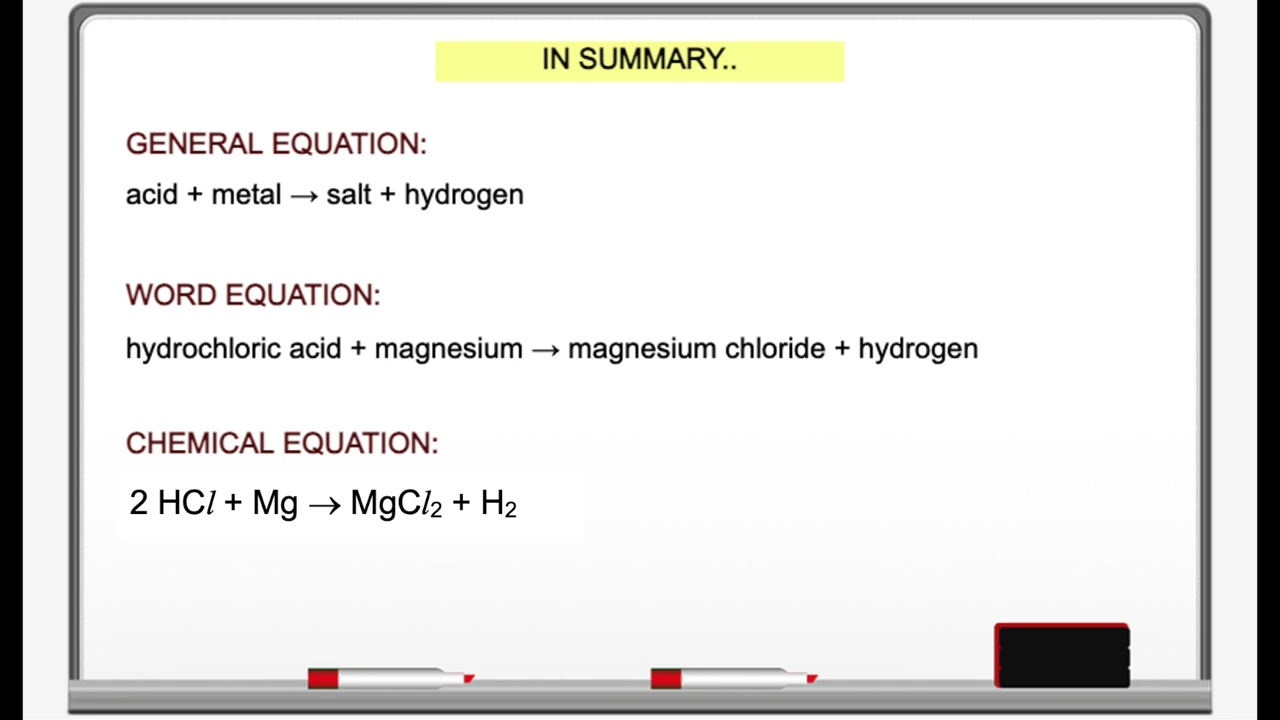 IN SUMMARY..
GENERAL EQUATION:
acid + metal → salt + hydrogen
WORD EQUATION:
hydrochloric acid + magnesium → magnesium chloride + hydrogen
CHEMICAL EQUATION:
2 HCl + Mg → MgCl₂ + H₂